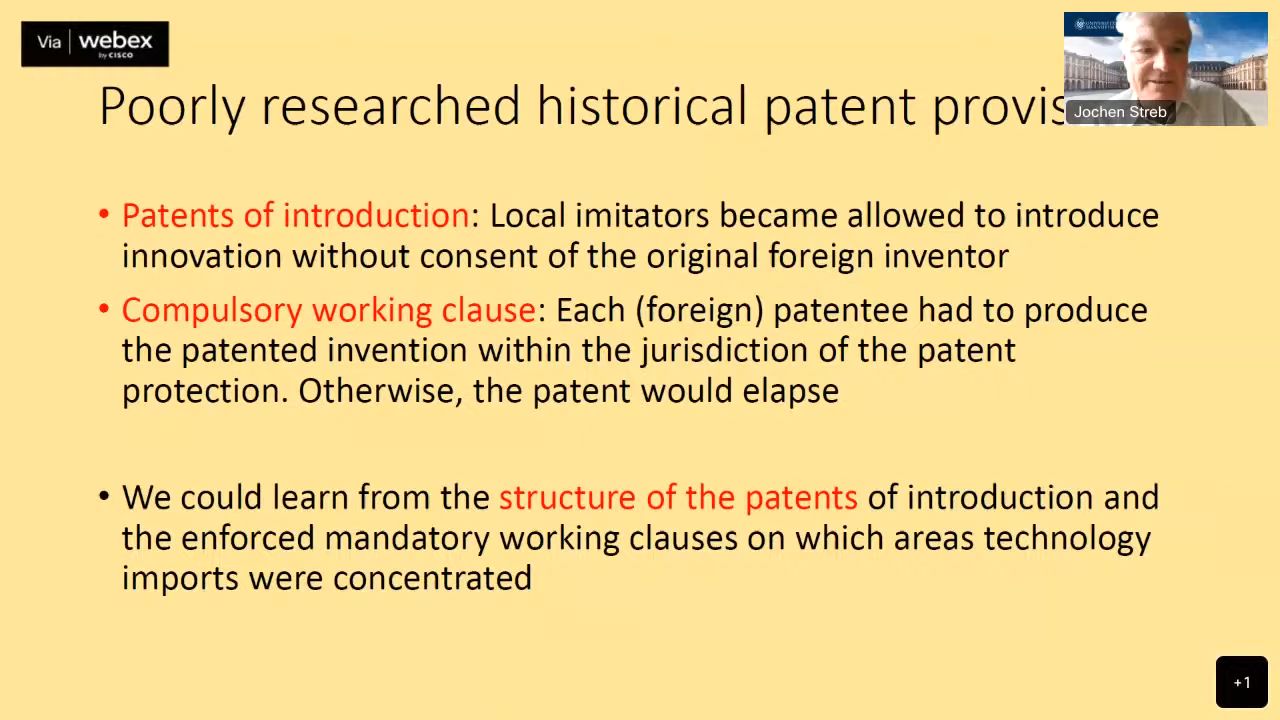 Via webex
by CISCO
UNIVERSITÄT
MANNHEIM
Jochen Streb
Poorly researched historical patent provis
• Patents of introduction: Local imitators became allowed to introduce
innovation without consent of the original foreign inventor
• Compulsory working clause: Each (foreign) patentee had to produce
the patented invention within the jurisdiction of the patent
protection. Otherwise, the patent would elapse
• We could learn from the structure of the patents of introduction and
the enforced mandatory working clauses on which areas technology
imports were concentrated
+1